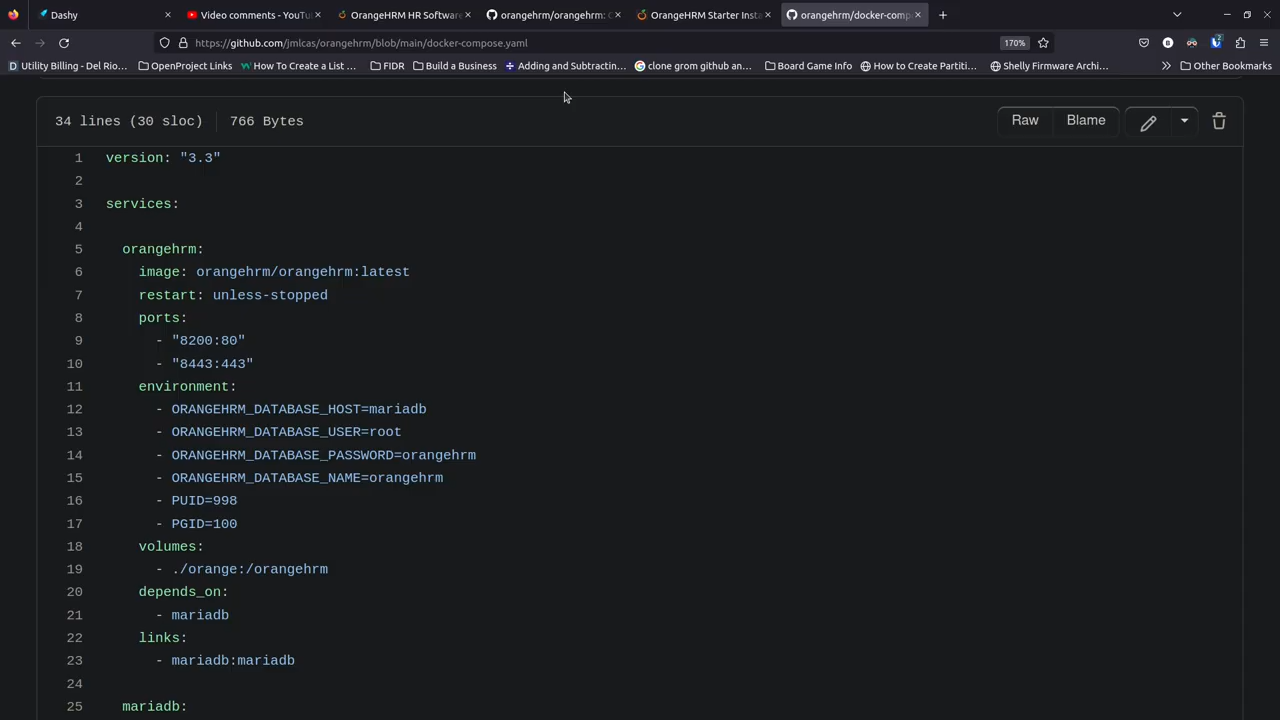 Dashy
Video comments - YouTu
OrangeHRM HR Software
orangehrm/orangehrm: O
OrangeHRM Starter Inst
orangehrm/docker-comp
https://github.com/jmlcas/orangehrm/blob/main/docker-compose.yaml
170%
2
Utility Billing - Del Rio...
OpenProject Links
How To Create a List ...
FIDR
Build a Business
Adding and Subtractin...
clone grom github an...
Board Game Info
How to Create Partiti...
Shelly Firmware Archi...
Other Bookmarks
34 lines (30 sloc)
766 Bytes
Raw
Blame
1 version: "3.3"
2
3 services:
4
5 orangehrm:
6 image: orangehrm/orangehrm:latest
7 restart: unless-stopped
8 ports:
9 - "8200:80"
10 - "8443:443"
11 environment:
12 - ORANGEHRM_DATABASE_HOST=mariadb
13 - ORANGEHRM_DATABASE_USER=root
14 - ORANGEHRM_DATABASE_PASSWORD=orangehrm
15 - ORANGEHRM_DATABASE_NAME=orangehrm
16 - PUID=998
17 - PGID=100
18 volumes:
19 - ./orange:/orangehrm
20 depends_on:
21 - mariadb
22 links:
23 - mariadb:mariadb
24
25 mariadb: